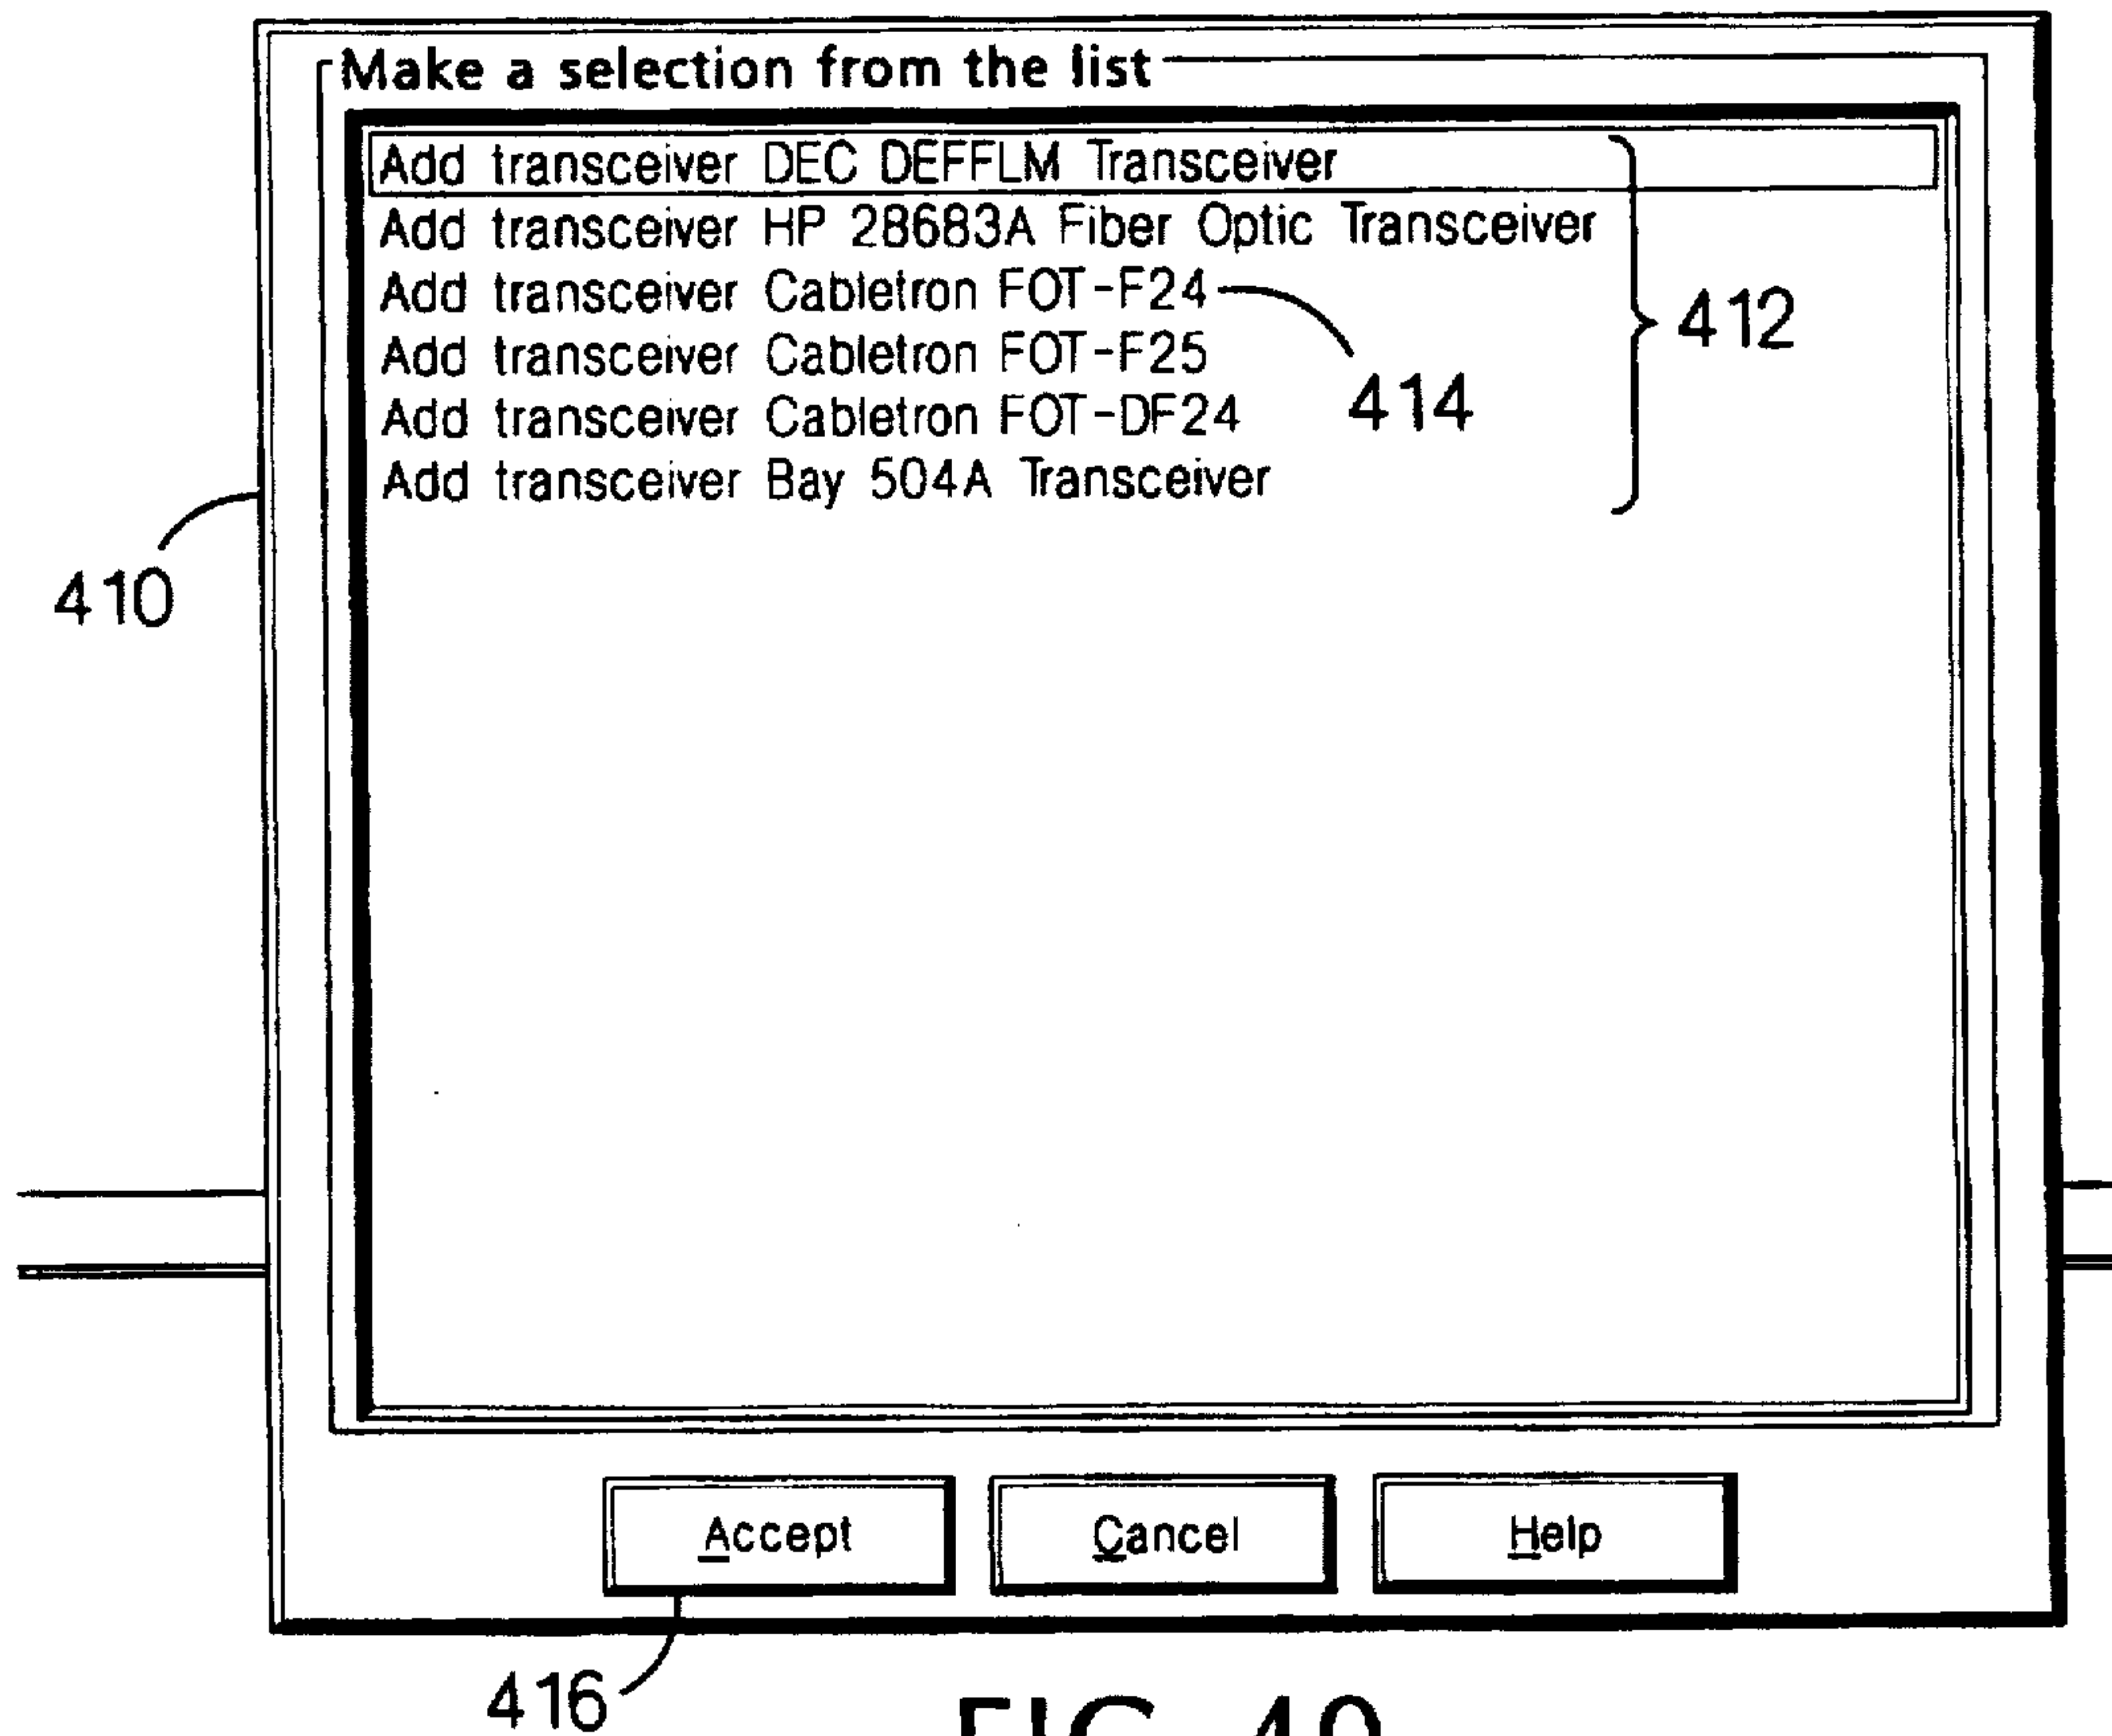 Make a selection from the list
Add transceiver DEC DEFFLM Transceiver
Add transceiver HP 28683A Fiber Optic Transceiver
Add transceiver Cabletron FOT-F24
Add transceiver Cabletron FOT-F25
Add transceiver Cabletron FOT-DF24
Add transceiver Bay 504A Transceiver
412
414
410
Accept
Cancel
Help
416